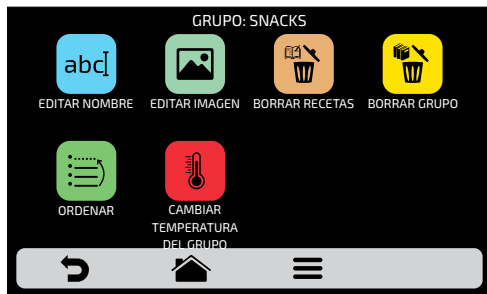 GRUPO: SNACKS
abc
EDITAR NOMBRE
EDITAR IMAGEN
BORRAR RECETAS
BORRAR GRUPO
ORDENAR
CAMBIAR
TEMPERATURA
DEL GRUPO